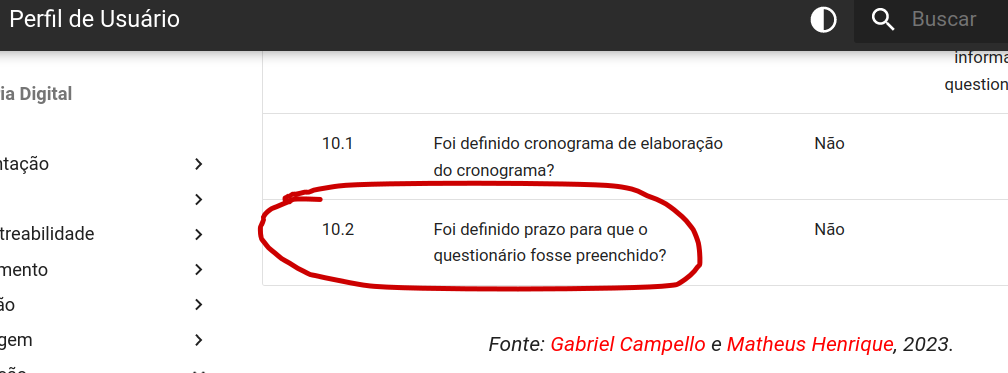 Perfil de Usuário
Buscar
ia Digital
informa
question
10.1
Foi definido cronograma de elaboração
do cronograma?
Não
10.2
Foi definido prazo para que o
questionário fosse preenchido?
Não
ntação
treabilidade
mento
ão
gem
Fonte: Gabriel Campello e Matheus Henrique, 2023.